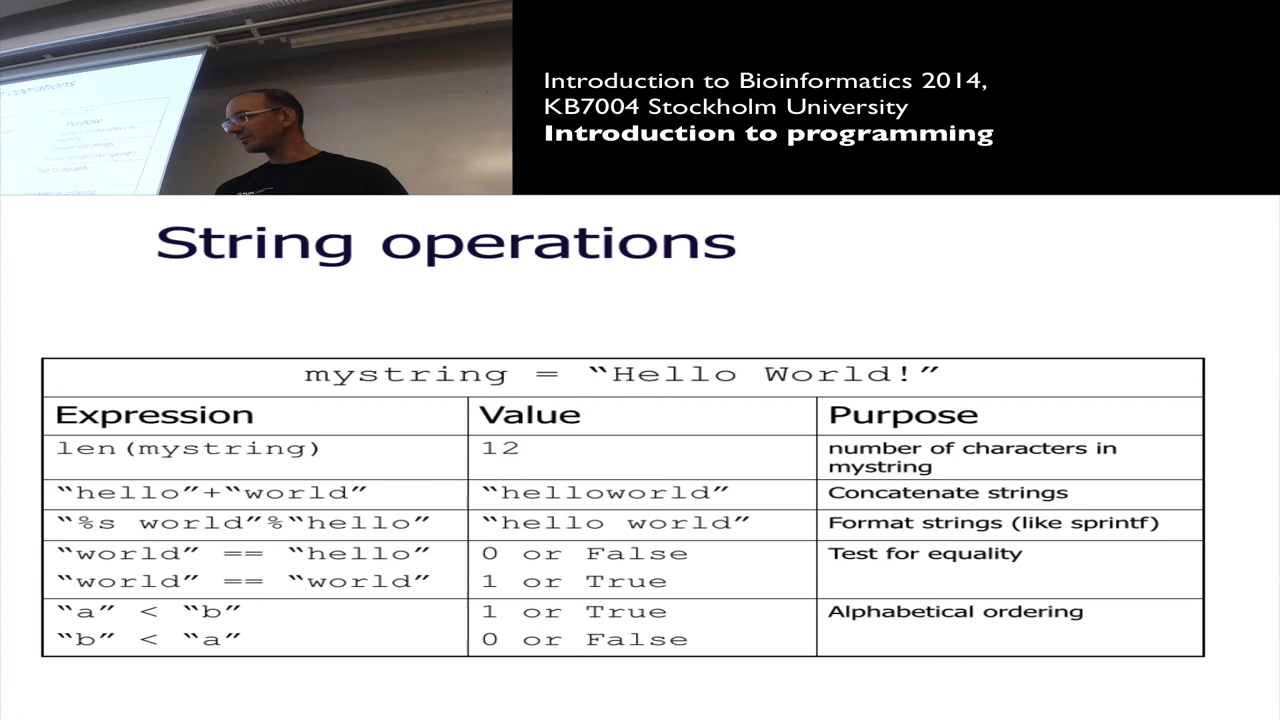 Introduction to Bioinformatics 2014,
KB7004 Stockholm University
Introduction to programming
operations
Purpose
String operations
mystring = “Hello World!”
Expression Value Purpose
len(mystring) 12 number of characters in
mystring
“hello”+“world” “helloworld” Concatenate strings
“%s world”%“hello” “hello world” Format strings (like sprintf)
“world” == “hello” 0 or False Test for equality
“world” == “world” 1 or True
“a” < “b” 1 or True Alphabetical ordering
“b” < “a” 0 or False